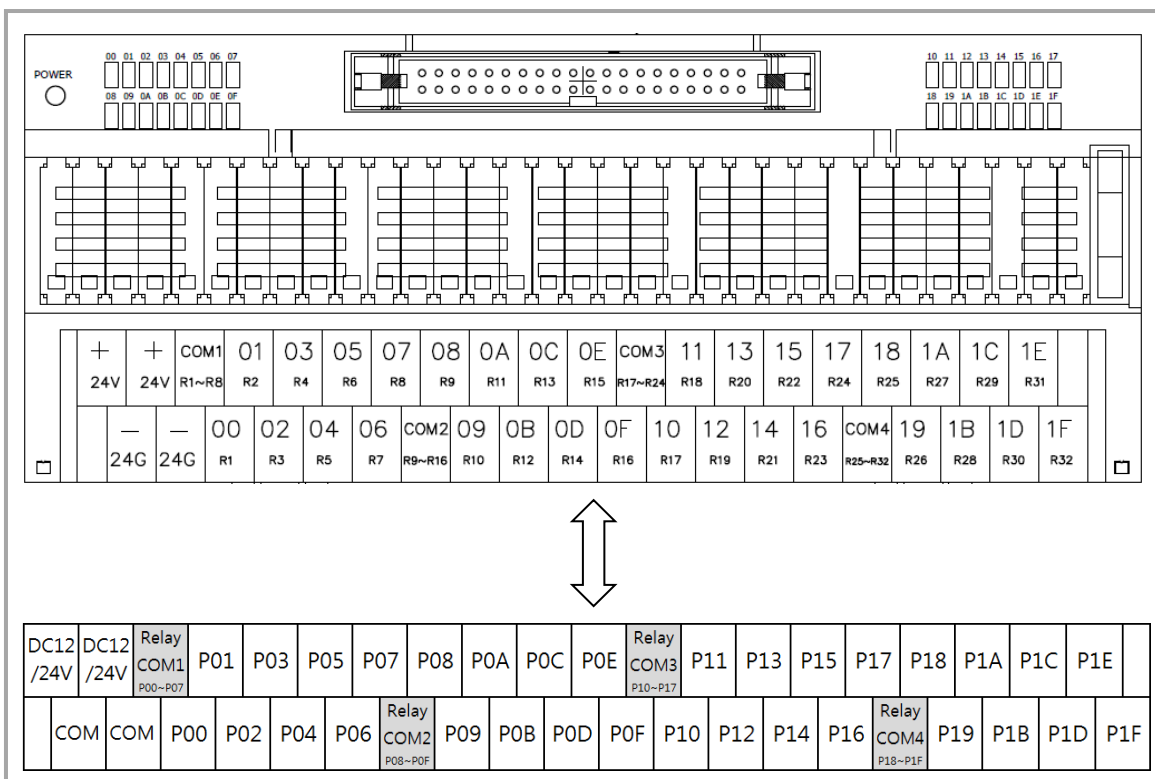 00 01 02 03 04 05 06 07
10 11 12 13 14 15 16 17
POWER
08 09 0A 0B 0C 0D 0E 0F
18 19 1A 1B 1C 1D 1E 1F
+ + COM1 01 03 05 07 08 0A 0C 0E COM3 11 13 15 17 18 1A 1C 1E
24V 24V R1~R8 R2 R4 R6 R8 R9 R11 R13 R15 R17~R24 R18 R20 R22 R24 R25 R27 R29 R31
— — 00 02 04 06 COM2 09 0B 0D 0F 10 12 14 16 COM4 19 1B 1D 1F
24G 24G R1 R3 R5 R7 R9~R16 R10 R12 R14 R16 R17 R19 R21 R23 R25~R32 R26 R28 R30 R32
DC12 /24V
DC12 /24V
Relay COM1 P00~P07
P01 P03 P05 P07 P08 P0A P0C P0E
Relay COM3 P10~P17
P11 P13 P15 P17 P18 P1A P1C P1E
COM COM P00 P02 P04 P06
Relay COM2 P08~P0F
P09 P0B P0D P0F P10 P12 P14 P16
Relay COM4 P18~P1F
P19 P1B P1D P1F